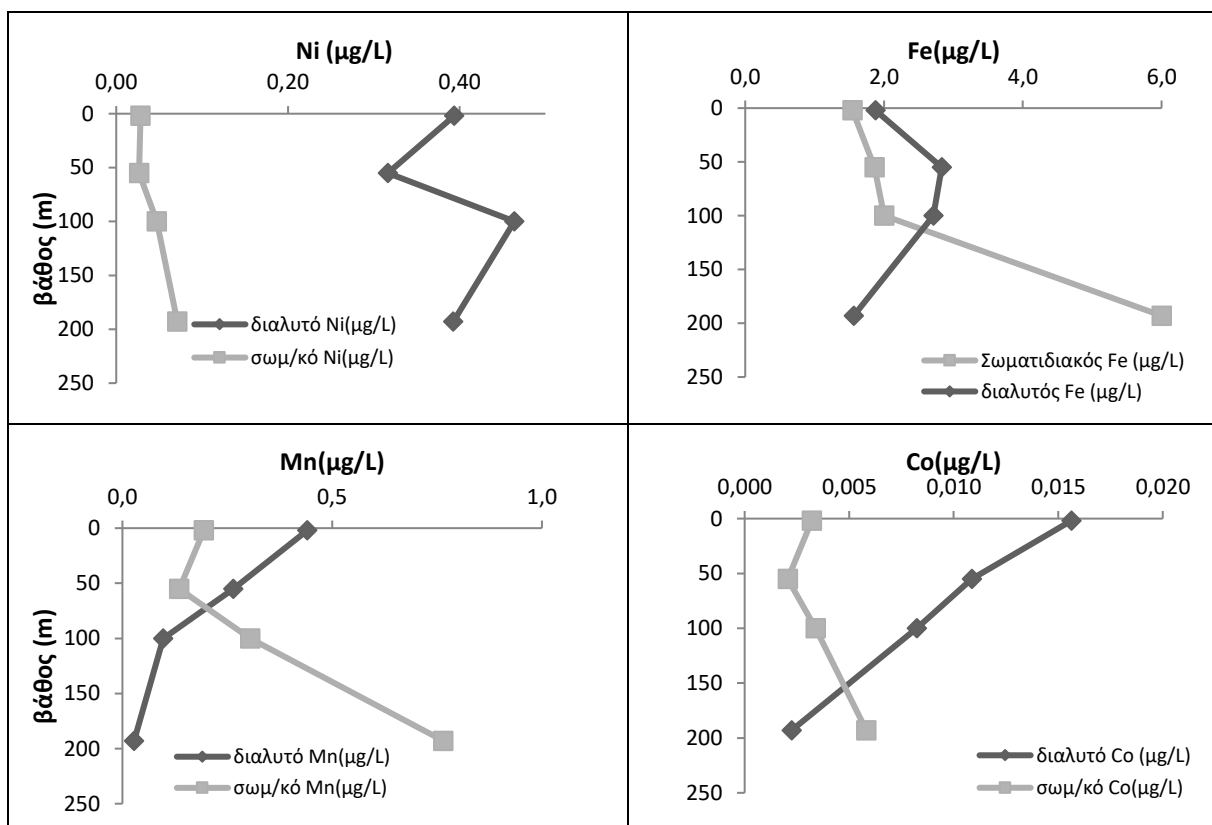 Ni (μg/L)
0,00 0,20 0,40
0
50
100
150
200
250
βάθος (m)
διαλυτό Ni(μg/L)
σωμ/κό Ni(μg/L)
Fe(μg/L)
0,0 2,0 4,0 6,0
0
50
100
150
200
250
Σωματιδιακός Fe (μg/L)
διαλυτός Fe (μg/L)
Mn(μg/L)
0,0 0,5 1,0
0
50
100
150
200
250
βάθος (m)
διαλυτό Mn(μg/L)
σωμ/κό Mn(μg/L)
Co(μg/L)
0,000 0,005 0,010 0,015 0,020
0
50
100
150
200
250
διαλυτό Co (μg/L)
σωμ/κό Co(μg/L)